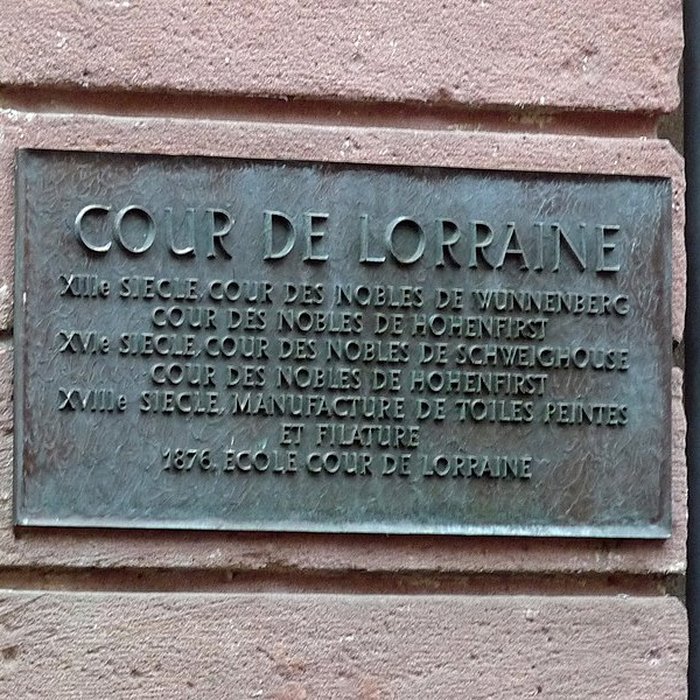 COUR DE LORRAINE
XIIIe SIECLE, COUR DES NOBLES DE WUNNENBERG
COUR DES NOBLES DE HOHENFIRST
XVIe SIECLE, COUR DES NOBLES DE SCHWEIGHOUSE
COUR DES NOBLES DE HOHENFIRST
XVIIIe SIECLE, MANUFACTURE DE TOILES PEINTES
ET FILATURE
1876, ÉCOLE COUR DE LORRAINE